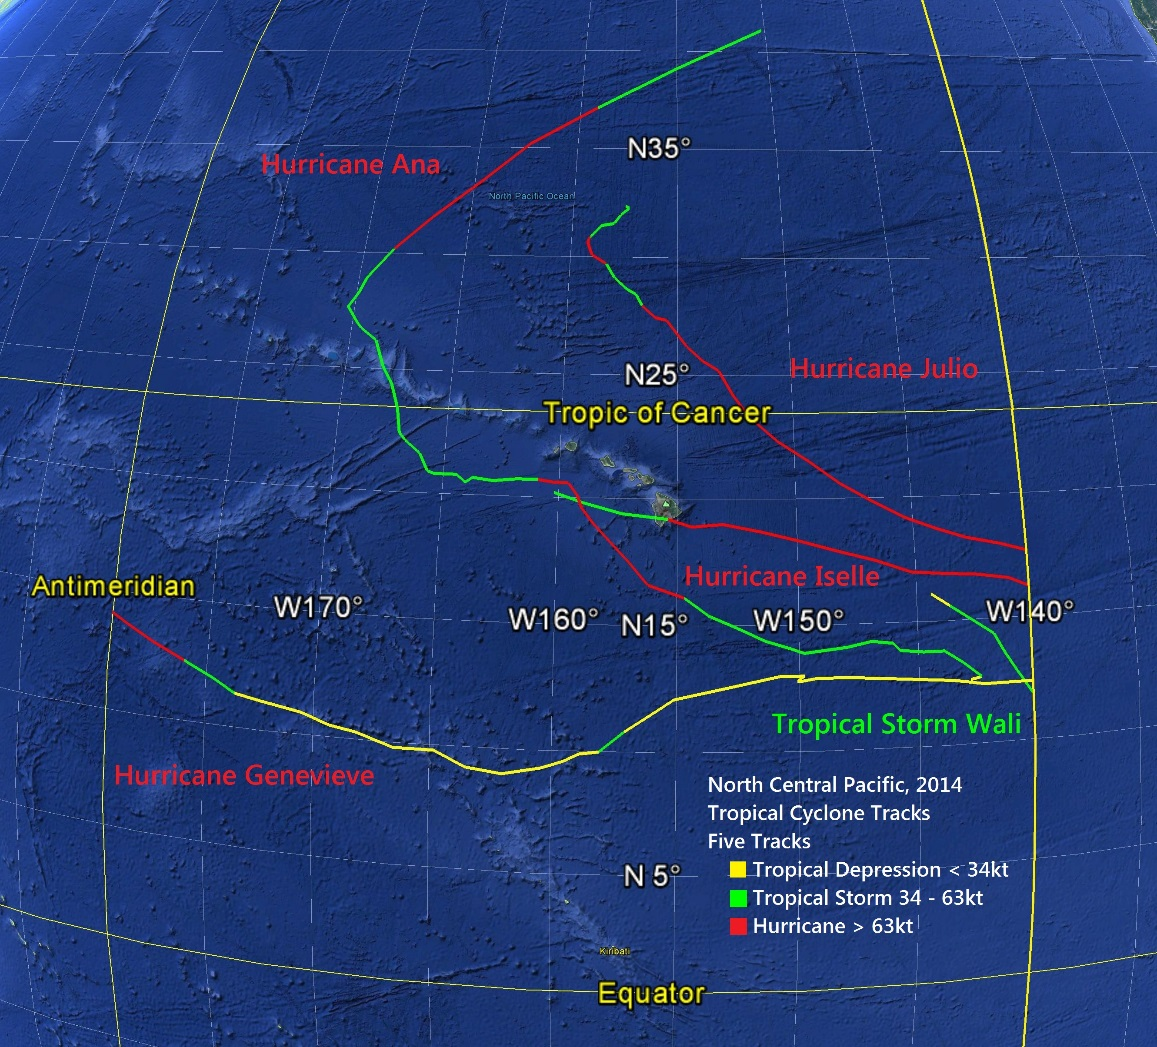 N35°
Hurricane Ana
North Pacific Ocean
Hurricane Julio
N25°
Tropic of Cancer
Hurricane Iselle
Antimeridian
W170°
W160°
N15°
W150°
W140°
Tropical Storm Wali
Hurricane Genevieve
North Central Pacific, 2014
Tropical Cyclone Tracks
Five Tracks
Tropical Depression < 34kt
Tropical Storm 34 - 63kt
Hurricane > 63kt
N 5°
Kiribati
Equator